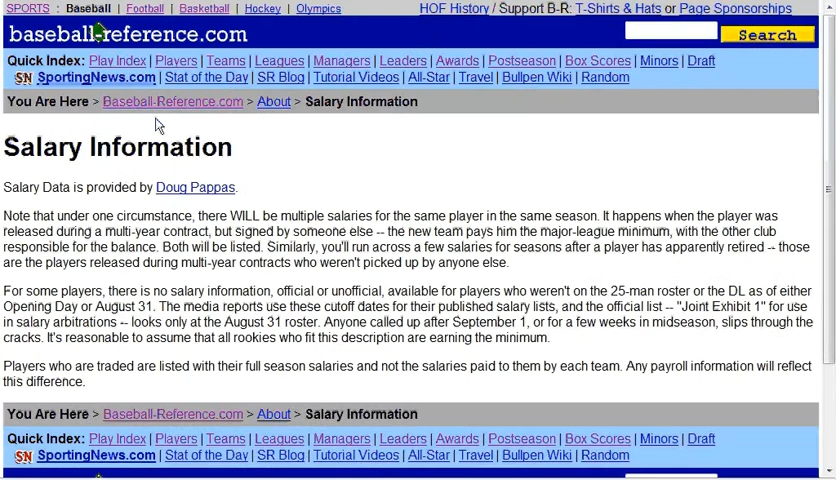 SPORTS : Baseball | Football | Basketball | Hockey | Olympics HOF History / Support B-R: T-Shirts & Hats or Page Sponsorships
baseball-reference.com Search
Quick Index: Play Index | Players | Teams | Leagues | Managers | Leaders | Awards | Postseason | Box Scores | Minors | Draft
SN SportingNews.com | Stat of the Day | SR Blog | Tutorial Videos | All-Star | Travel | Bullpen Wiki | Random
You Are Here > Baseball-Reference.com > About > Salary Information
Salary Information
Salary Data is provided by Doug Pappas.
Note that under one circumstance, there WILL be multiple salaries for the same player in the same season. It happens when the player was
released during a multi-year contract, but signed by someone else -- the new team pays him the major-league minimum, with the other club
responsible for the balance. Both will be listed. Similarly, you'll run across a few salaries for seasons after a player has apparently retired -- those
are the players released during multi-year contracts who weren't picked up by anyone else.
For some players, there is no salary information, official or unofficial, available for players who weren't on the 25-man roster or the DL as of either
Opening Day or August 31. The media reports use these cutoff dates for their published salary lists, and the official list -- "Joint Exhibit 1" for use
in salary arbitrations -- looks only at the August 31 roster. Anyone called up after September 1, or for a few weeks in midseason, slips through the
cracks. It's reasonable to assume that all rookies who fit this description are earning the minimum.
Players who are traded are listed with their full season salaries and not the salaries paid to them by each team. Any payroll information will reflect
this difference.
You Are Here > Baseball-Reference.com > About > Salary Information
Quick Index: Play Index | Players | Teams | Leagues | Managers | Leaders | Awards | Postseason | Box Scores | Minors | Draft
SN SportingNews.com | Stat of the Day | SR Blog | Tutorial Videos | All-Star | Travel | Bullpen Wiki | Random